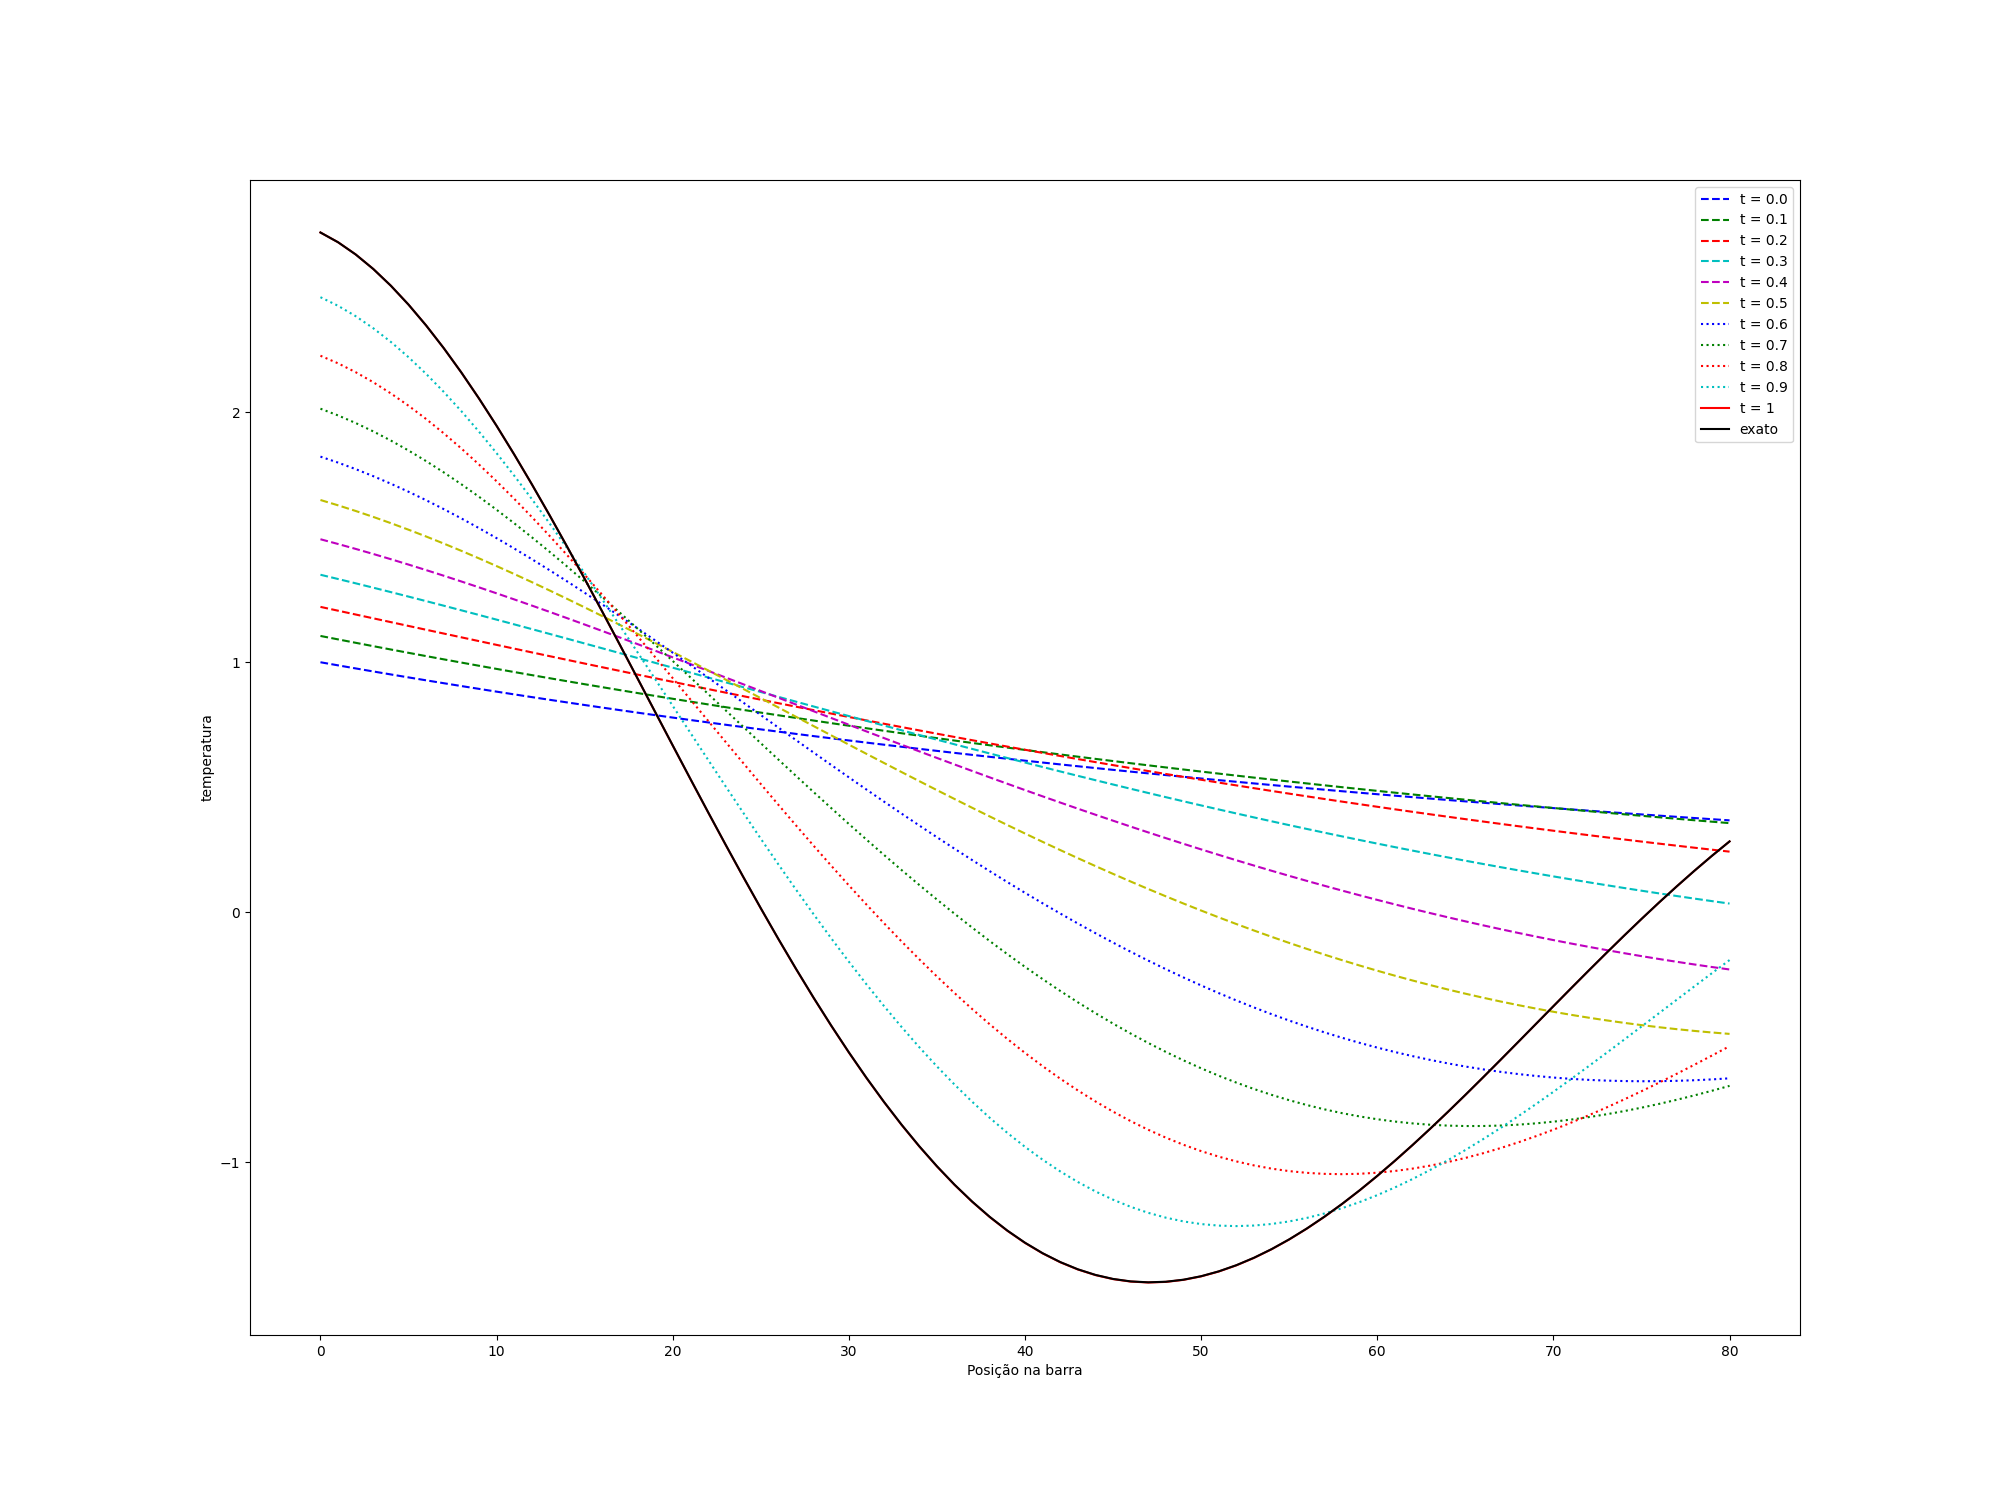 t = 0.0
t = 0.1
t = 0.2
t = 0.3
t = 0.4
t = 0.5
t = 0.6
t = 0.7
t = 0.8
t = 0.9
t = 1
exato
2
1
0
−1
temperatura
0 10 20 30 40 50 60 70 80
Posição na barra